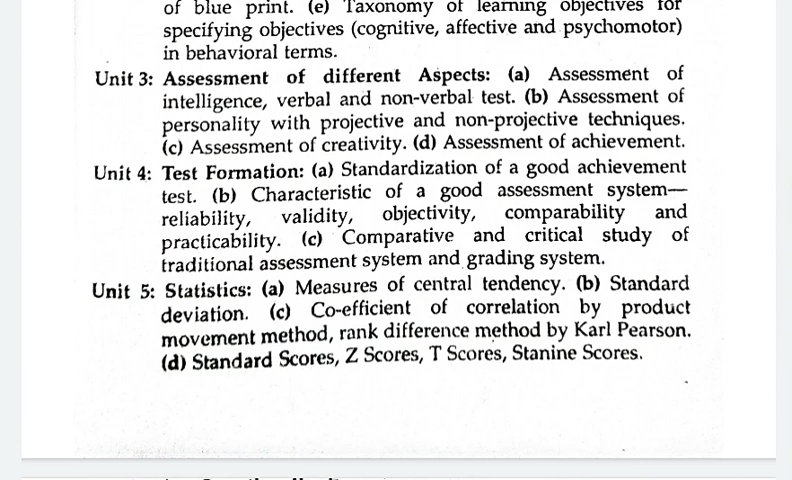 of blue print. (e) Taxonomy of learning objectives for
specifying objectives (cognitive, affective and psychomotor)
in behavioral terms.
Unit 3: Assessment of different Aspects: (a) Assessment of
intelligence, verbal and non-verbal test. (b) Assessment of
personality with projective and non-projective techniques.
(c) Assessment of creativity. (d) Assessment of achievement.
Unit 4: Test Formation: (a) Standardization of a good achievement
test. (b) Characteristic of a good assessment system—
reliability, validity, objectivity, comparability and
practicability. (c) Comparative and critical study of
traditional assessment system and grading system.
Unit 5: Statistics: (a) Measures of central tendency. (b) Standard
deviation. (c) Co-efficient of correlation by product
movement method, rank difference method by Karl Pearson.
(d) Standard Scores, Z Scores, T Scores, Stanine Scores.